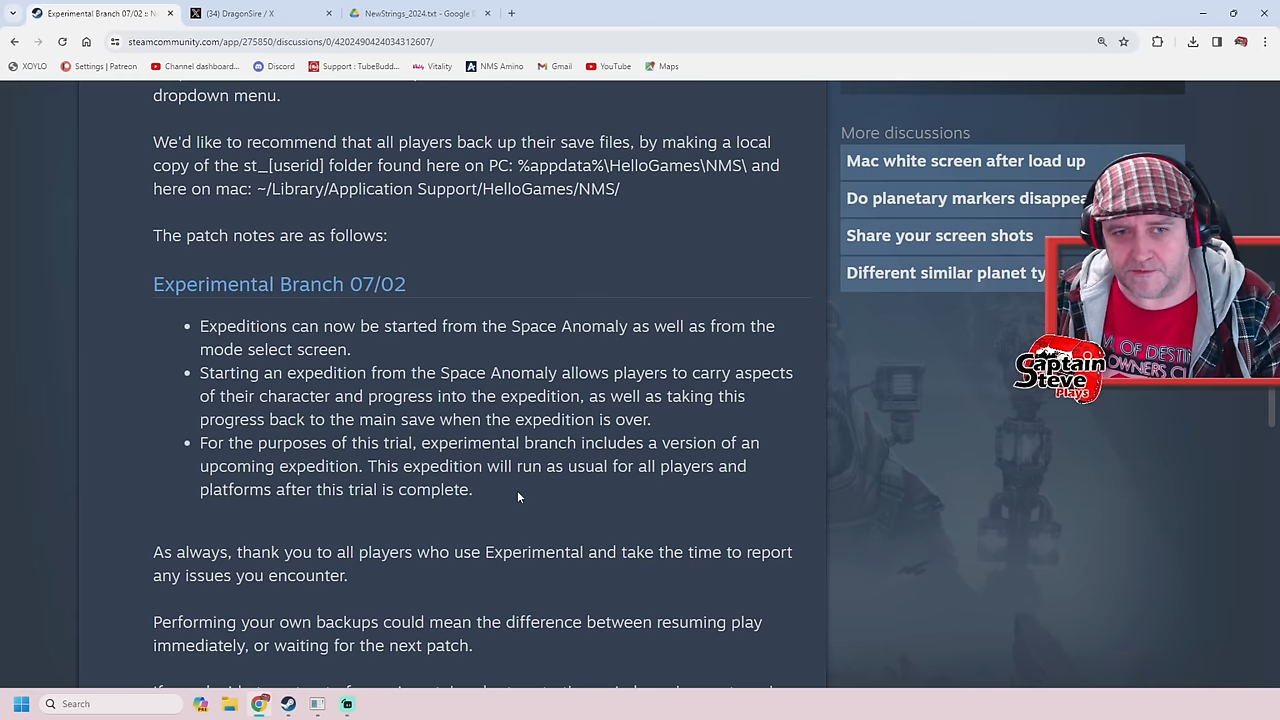 Experimental Branch 07/02 :: N
(34) DragonSire / X
NewStrings_2024.txt - Google
steamcommunity.com/app/275850/discussions/0/4202490424034312607/
XOYLO
Settings | Patreon
Channel dashboard...
Discord
Support : TubeBudd...
Vitality
NMS Amino
Gmail
YouTube
Maps
dropdown menu.
We'd like to recommend that all players back up their save files, by making a local
copy of the st_[userid] folder found here on PC: %appdata%\HelloGames\NMS\ and
here on mac: ~/Library/Application Support/HelloGames/NMS/
The patch notes are as follows:
Experimental Branch 07/02
• Expeditions can now be started from the Space Anomaly as well as from the
mode select screen.
• Starting an expedition from the Space Anomaly allows players to carry aspects
of their character and progress into the expedition, as well as taking this
progress back to the main save when the expedition is over.
• For the purposes of this trial, experimental branch includes a version of an
upcoming expedition. This expedition will run as usual for all players and
platforms after this trial is complete.
As always, thank you to all players who use Experimental and take the time to report
any issues you encounter.
Performing your own backups could mean the difference between resuming play
immediately, or waiting for the next patch.
More discussions
Mac white screen after load up
Do planetary markers disappea
Share your screen shots
Different similar planet ty
Captain
Steve
Plays
OWNERS CL
Search